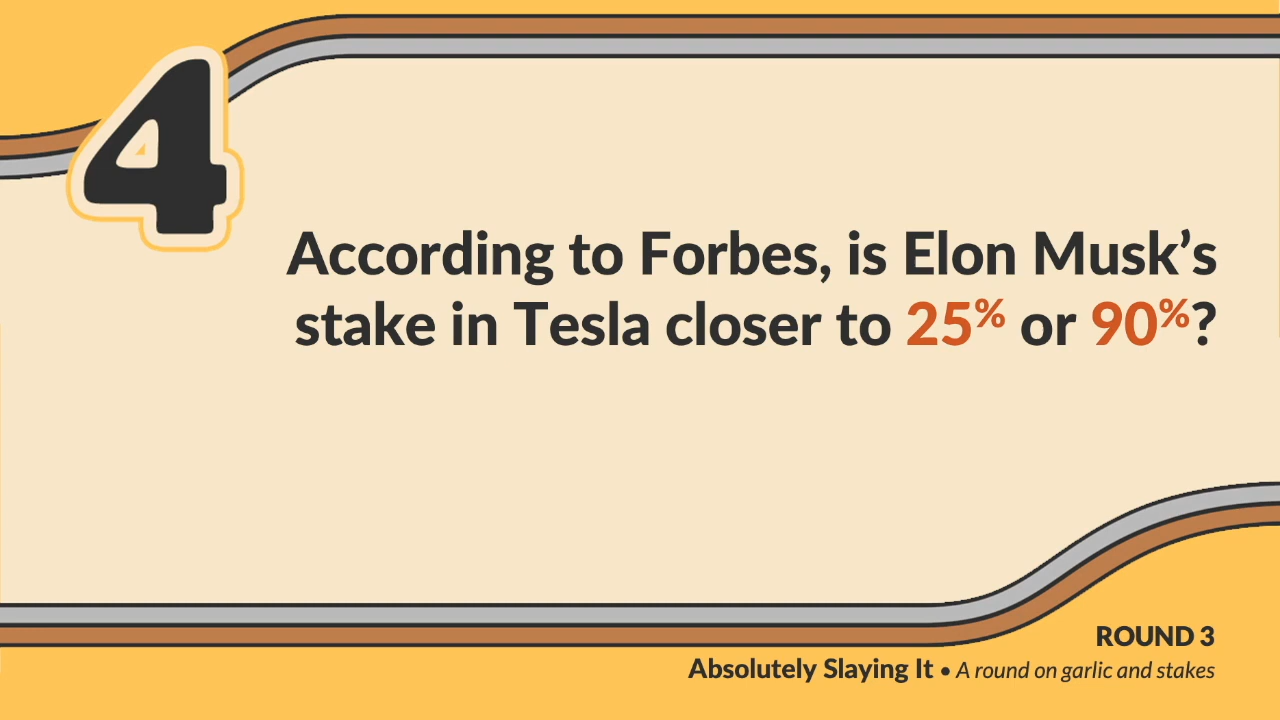 4
According to Forbes, is Elon Musk’s
stake in Tesla closer to 25% or 90%?
ROUND 3
Absolutely Slaying It • A round on garlic and stakes